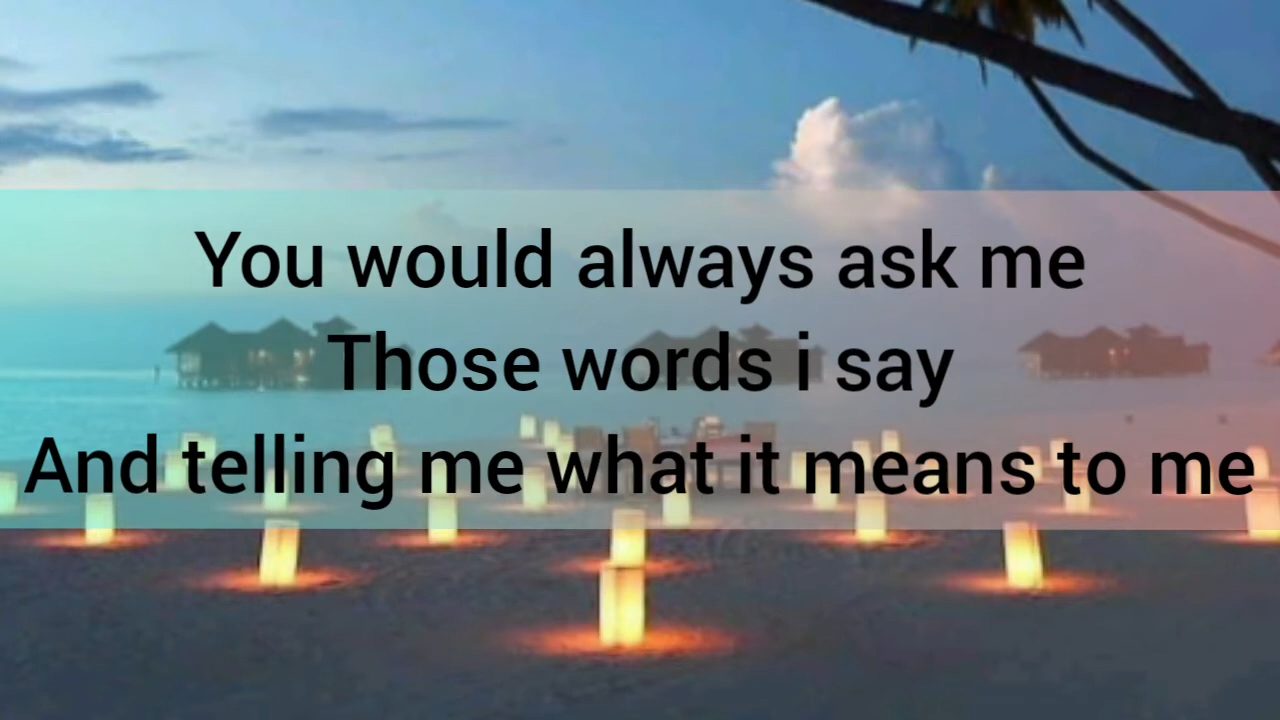 You would always ask me
Those words i say
And telling me what it means to me